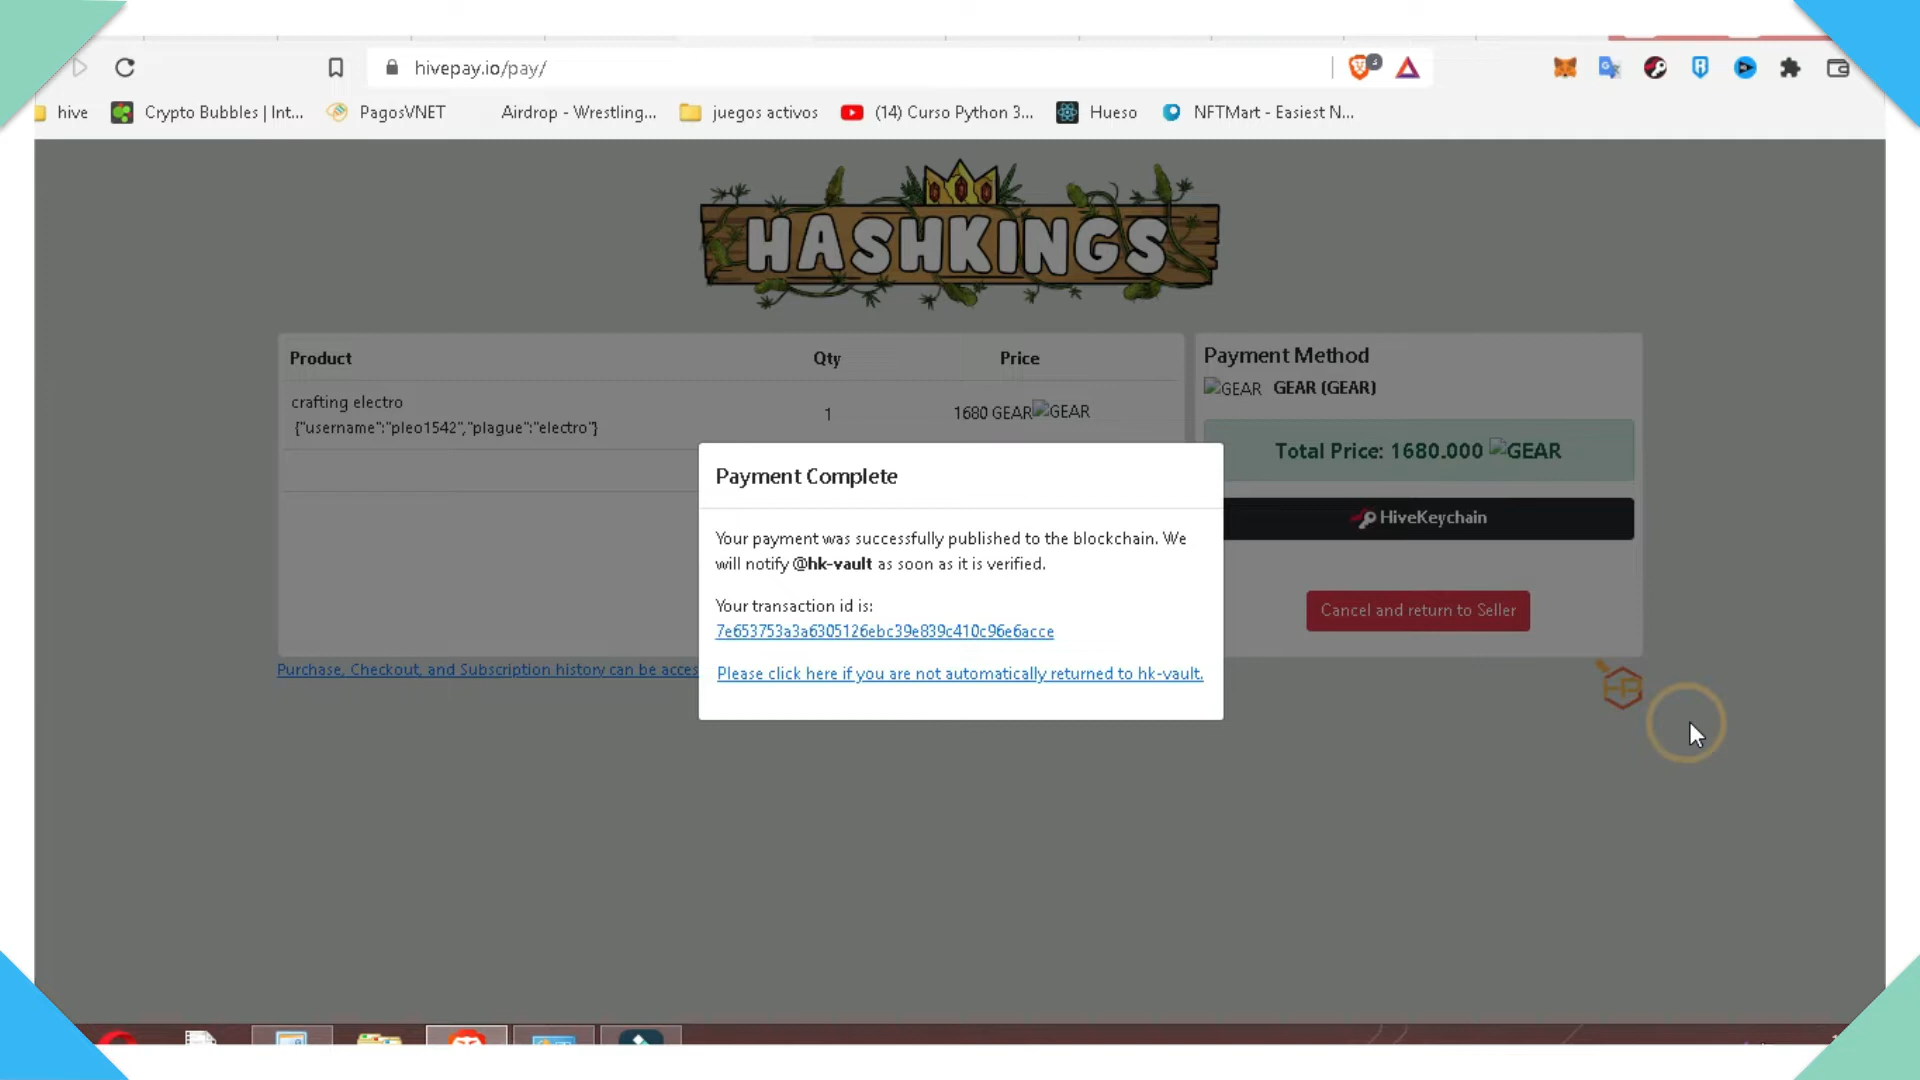 hivepay.io/pay/
3
hive
Crypto Bubbles | Int...
PagosVNET
Airdrop - Wrestling...
juegos activos
(14) Curso Python 3...
Hueso
NFTMart - Easiest N...
HASHKINGS
Product Qty Price
crafting electro
{"username":"pleo1542","plague":"electro"}
1
1680 GEAR GEAR
Payment Method
GEAR GEAR (GEAR)
Total Price: 1680.000 GEAR
HiveKeychain
Cancel and return to Seller
Payment Complete
Your payment was successfully published to the blockchain. We
will notify @hk-vault as soon as it is verified.
Your transaction id is:
7e653753a3a6305126ebc39e839c410c96e6acce
Please click here if you are not automatically returned to hk-vault.
Purchase, Checkout, and Subscription history can be acces